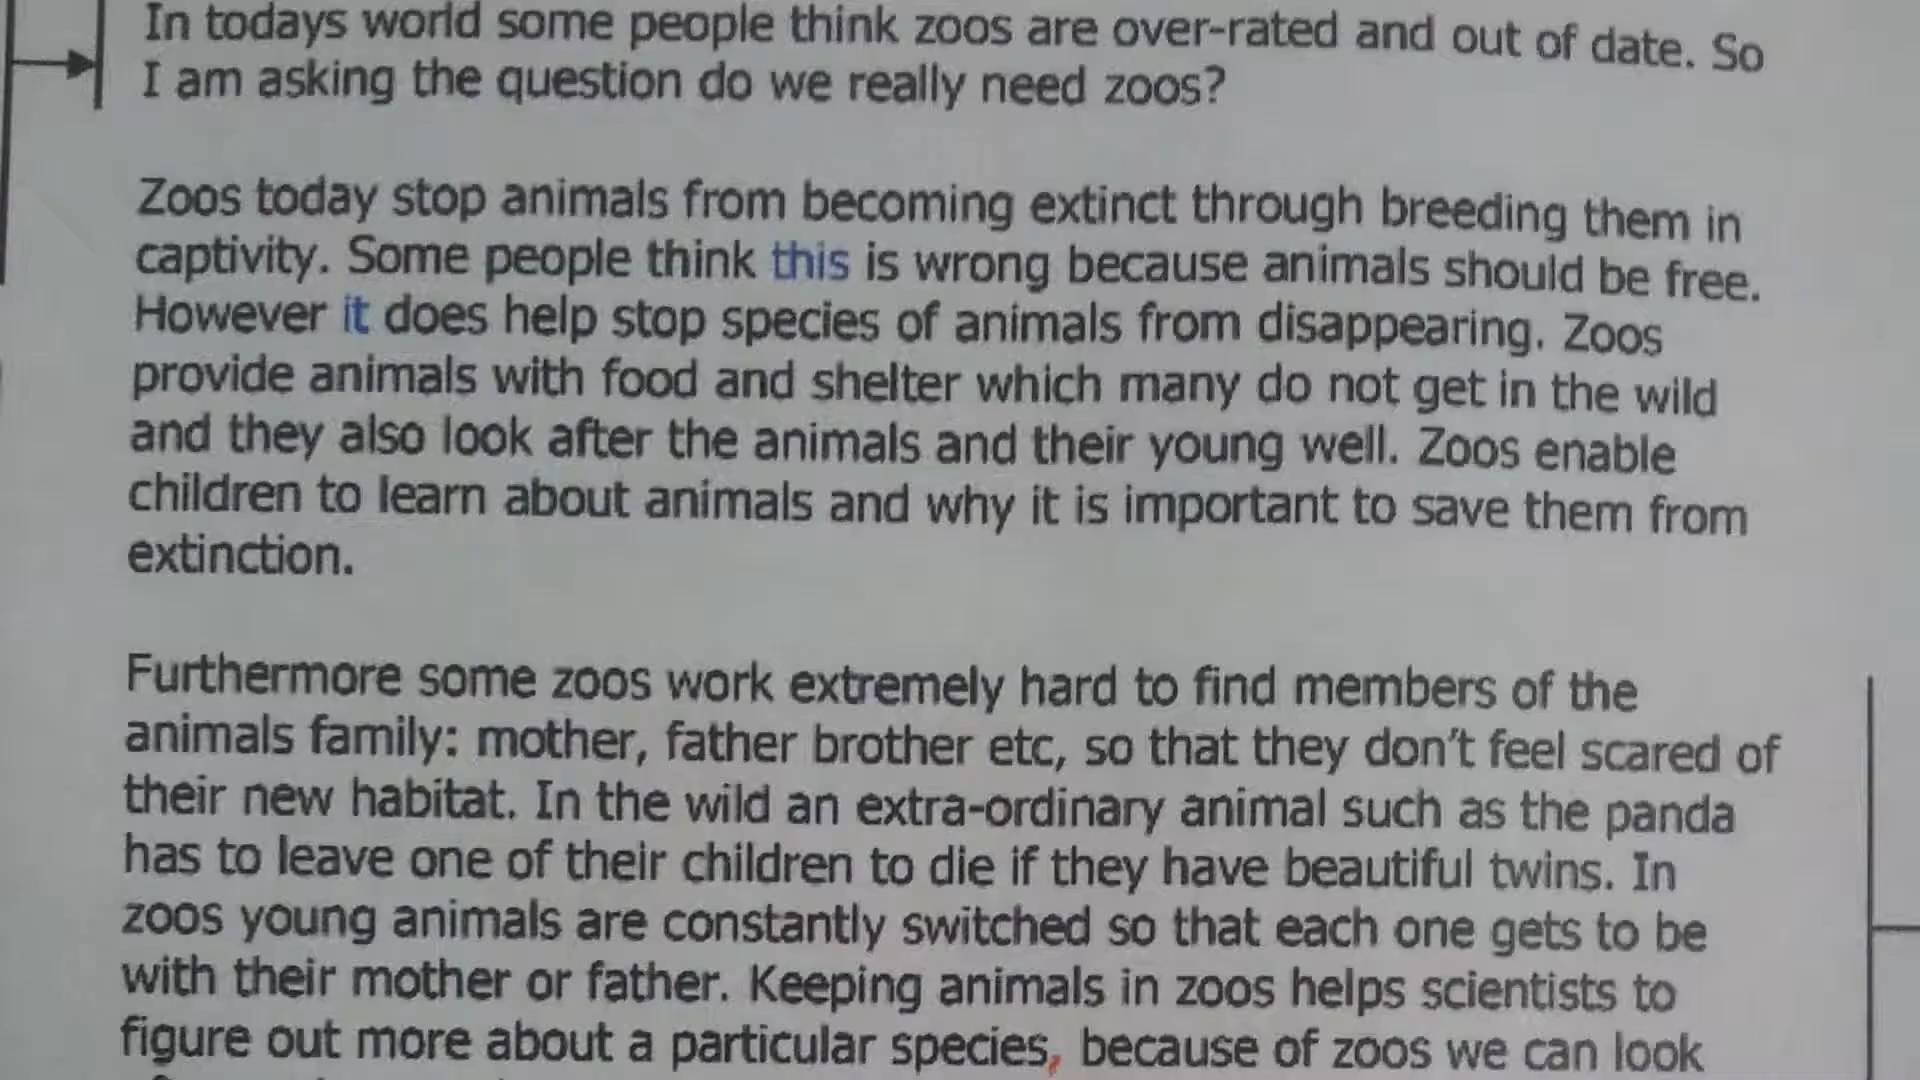 In todays world some people think zoos are over-rated and out of date. So
I am asking the question do we really need zoos?
Zoos today stop animals from becoming extinct through breeding them in
captivity. Some people think this is wrong because animals should be free.
However it does help stop species of animals from disappearing. Zoos
provide animals with food and shelter which many do not get in the wild
and they also look after the animals and their young well. Zoos enable
children to learn about animals and why it is important to save them from
extinction.
Furthermore some zoos work extremely hard to find members of the
animals family: mother, father brother etc, so that they don't feel scared of
their new habitat. In the wild an extra-ordinary animal such as the panda
has to leave one of their children to die if they have beautiful twins. In
zoos young animals are constantly switched so that each one gets to be
with their mother or father. Keeping animals in zoos helps scientists to
figure out more about a particular species, because of zoos we can look